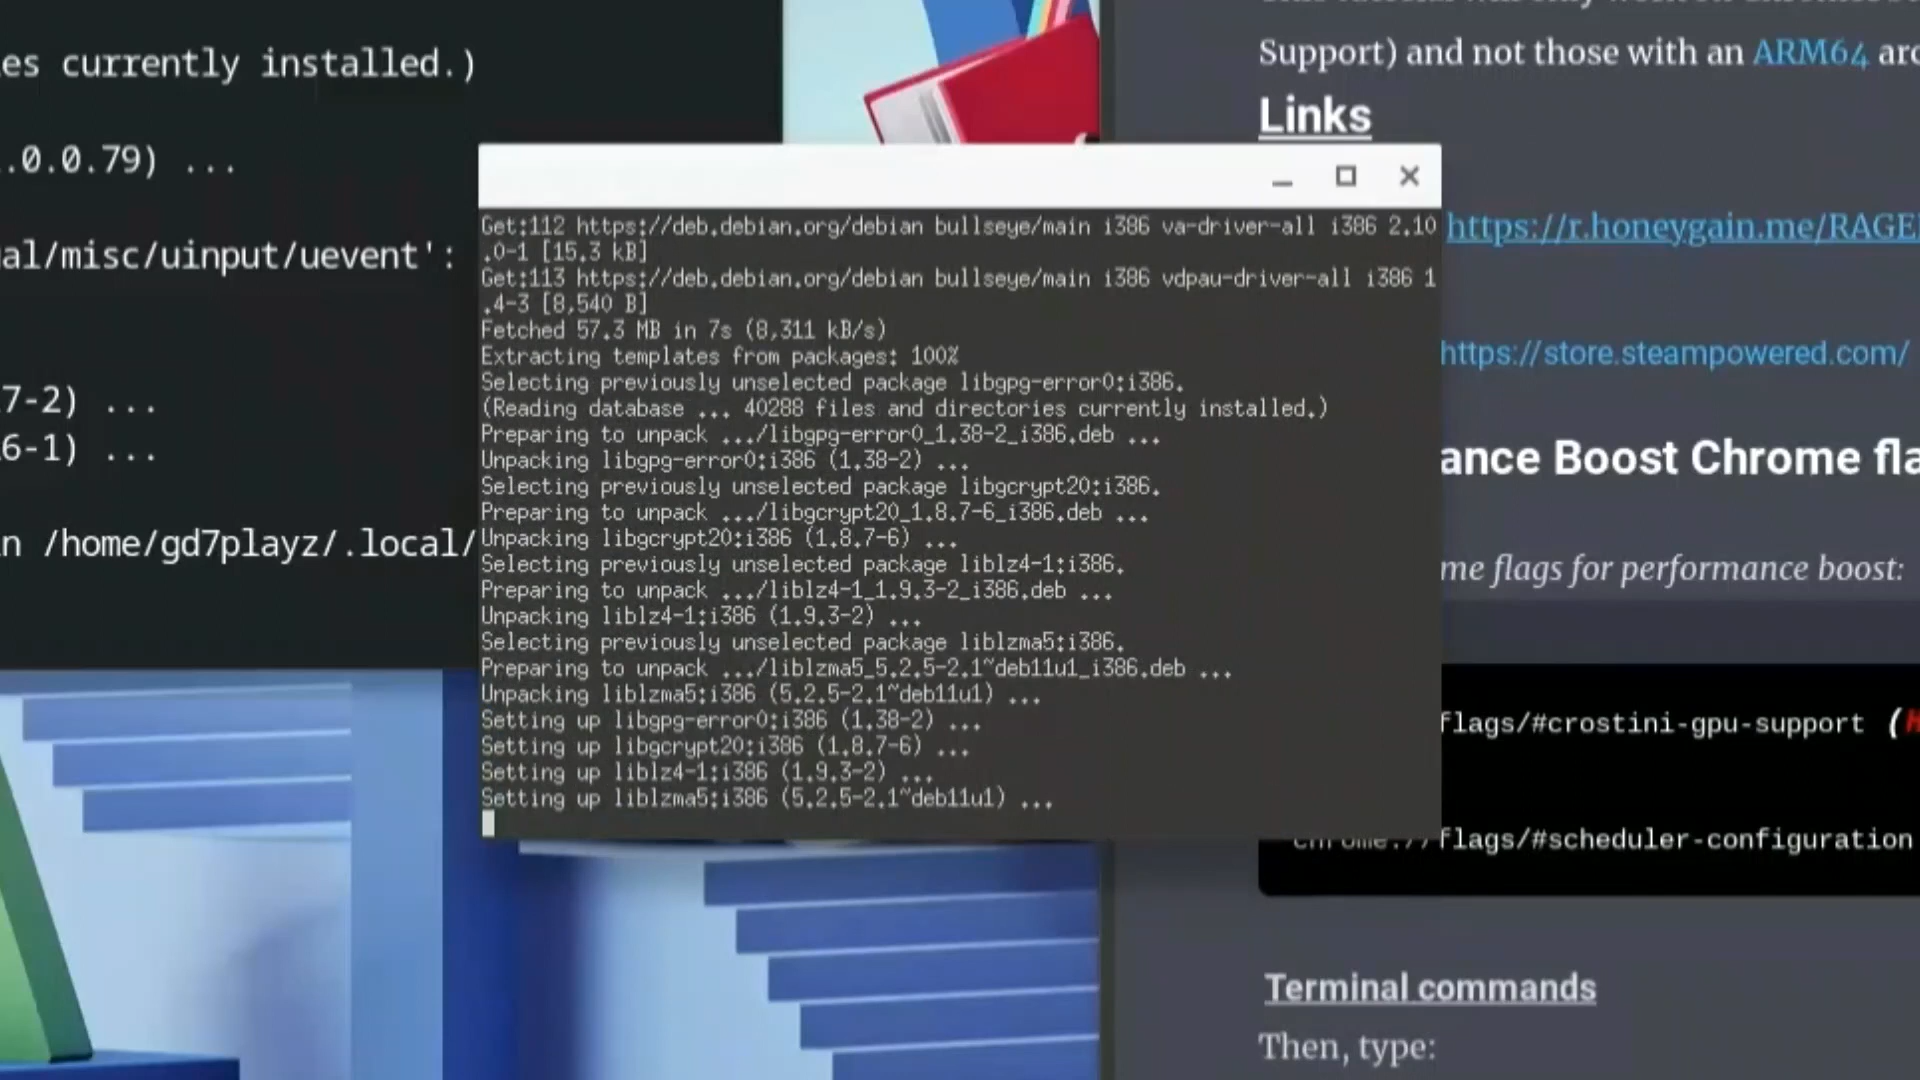 es currently installed.)
.0.0.79) ...
al/misc/uinput/uevent':
7-2) ...
6-1) ...
n /home/gd7playz/.local/
Get:112 https://deb.debian.org/debian bullseye/main i386 va-driver-all i386 2.10
.0-1 [15.3 kB]
Get:113 https://deb.debian.org/debian bullseye/main i386 vdpau-driver-all i386 1
.4-3 [8,540 B]
Fetched 57.3 MB in 7s (8,311 kB/s)
Extracting templates from packages: 100%
Selecting previously unselected package libgpg-error0:i386.
(Reading database ... 40288 files and directories currently installed.)
Preparing to unpack .../libgpg-error0_1.38-2_i386.deb ...
Unpacking libgpg-error0:i386 (1.38-2) ...
Selecting previously unselected package libgcrypt20:i386.
Preparing to unpack .../libgcrypt20_1.8.7-6_i386.deb ...
Unpacking libgcrypt20:i386 (1.8.7-6) ...
Selecting previously unselected package liblz4-1:i386.
Preparing to unpack .../liblz4-1_1.9.3-2_i386.deb ...
Unpacking liblz4-1:i386 (1.9.3-2) ...
Selecting previously unselected package liblzma5:i386.
Preparing to unpack .../liblzma5_5.2.5-2.1~deb11u1_i386.deb ...
Unpacking liblzma5:i386 (5.2.5-2.1~deb11u1) ...
Setting up libgpg-error0:i386 (1.38-2) ...
Setting up libgcrypt20:i386 (1.8.7-6) ...
Setting up liblz4-1:i386 (1.9.3-2) ...
Setting up liblzma5:i386 (5.2.5-2.1~deb11u1) ...
Support) and not those with an ARM64 arc
Links
https://r.honeygain.me/RAGE
https://store.steampowered.com/
ance Boost Chrome fla
me flags for performance boost:
flags/#crostini-gpu-support (
flags/#scheduler-configuration
Terminal commands
Then, type: